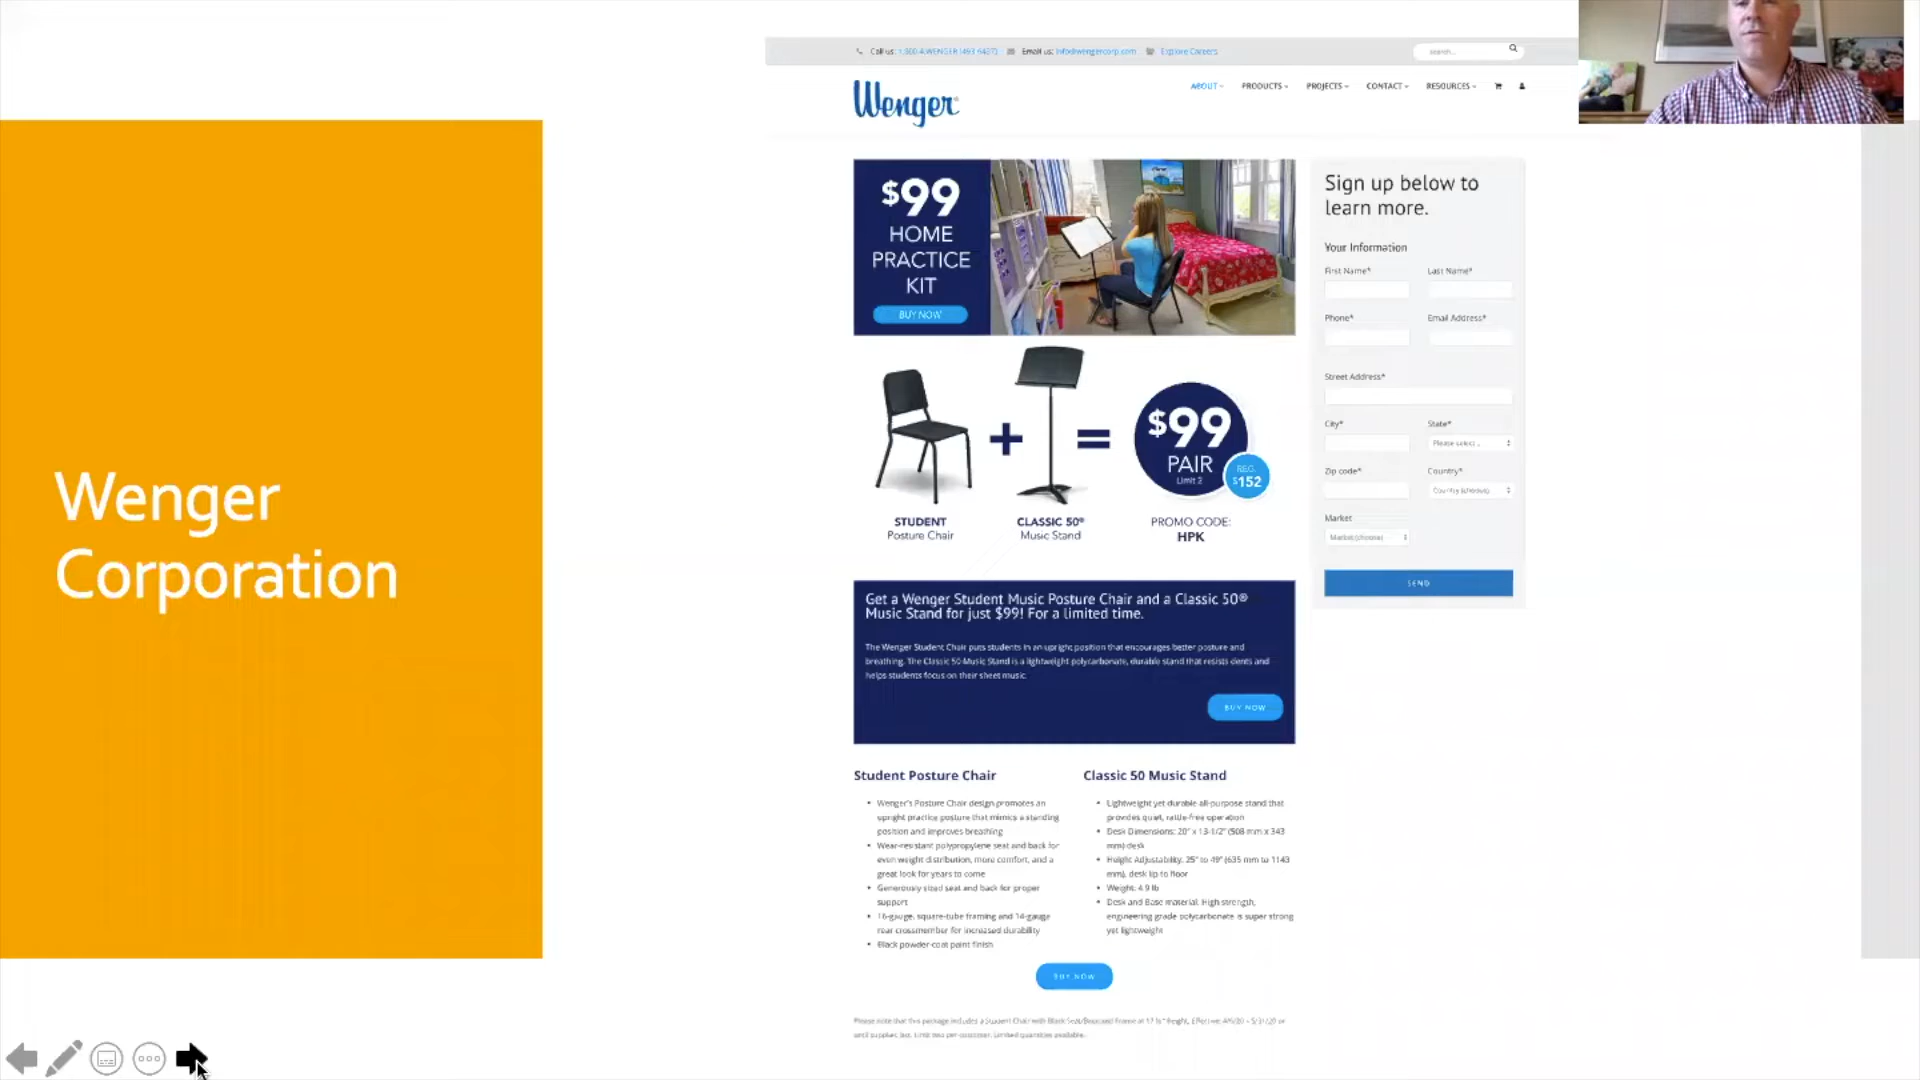 Wenger
Corporation
Call us: 1.800.4WENGER (493-6437) Email us: info@wengercorp.com Explore Careers
search...
Wenger
ABOUT PRODUCTS PROJECTS CONTACT RESOURCES
$99
HOME
PRACTICE
KIT
BUY NOW
$99
PAIR
Limit 2
REG.
$152
STUDENT
Posture Chair
CLASSIC 50®
Music Stand
PROMO CODE:
HPK
Get a Wenger Student Music Posture Chair and a Classic 50®
Music Stand for just $99! For a limited time.
The Wenger Student Chair puts students in an upright position that encourages better posture and
breathing. The Classic 50 Music Stand is a lightweight polycarbonate, durable stand that resists dents and
helps students focus on their sheet music.
BUY NOW
Student Posture Chair
• Wenger's Posture Chair design promotes an
upright practice posture that mimics a standing
position and improves breathing
• Wear-resistant polypropylene seat and back for
even weight distribution, more comfort, and a
great look for years to come
• Generously sized seat and back for proper
support
• 16-gauge, square-tube framing and 14-gauge
rear crossmember for increased durability
• Black powder-coat paint finish
Classic 50 Music Stand
• Lightweight yet durable all-purpose stand that
provides quiet, rattle-free operation
• Desk Dimensions: 20" x 13-1/2" (508 mm x 343
mm) desk
• Height Adjustability: 25" to 49" (635 mm to 1143
mm), desk lip to floor
• Weight: 4.9 lb
• Desk and Base material: High strength,
engineering grade polycarbonate is super strong
yet lightweight
BUY NOW
Please note that this package includes a Student Chair with Black Seat/ Frame at 17 Height. Effective: 4/6/20 – 5/31/20 or
until supplies last. Limit two per customer. Limited quantities available.
Sign up below to
learn more.
Your Information
First Name* Last Name*
Phone* Email Address*
Street Address*
City* State*
Please select ..
Zip code* Country*
Country (choose)
Market
Market (choose)
SEND